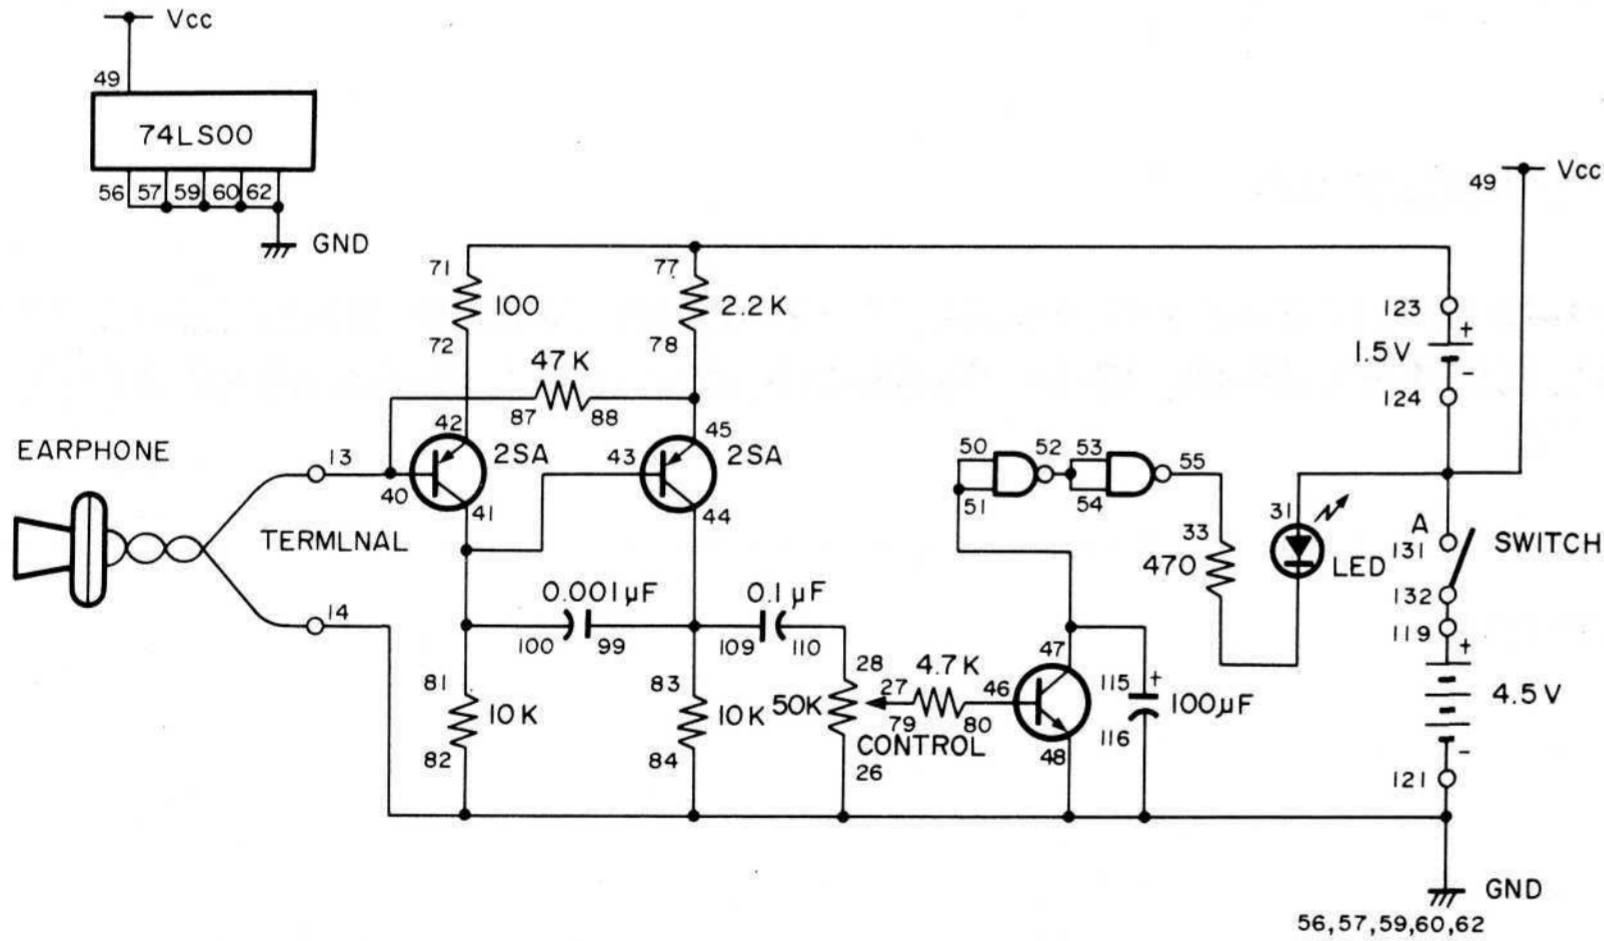 Vcc
49
74LS00
56 57 59 60 62
GND
Vcc
49
71
100
72
77
2.2K
78
47K
87 88
123
+
1.5V
-
124
EARPHONE
13
40
42
2SA
41
43
45
2SA
44
50
51
52
53
54
55
TERMLNAL
14
33
470
31
LED
A
131
SWITCH
132
119
+
4.5V
-
121
0.001µF
100 99
0.1µF
109 110
81
10K
82
83
10K
84
28
50K
27
26
CONTROL
4.7K
79 80
46
47
48
115
+
100µF
116
GND
56,57,59,60,62